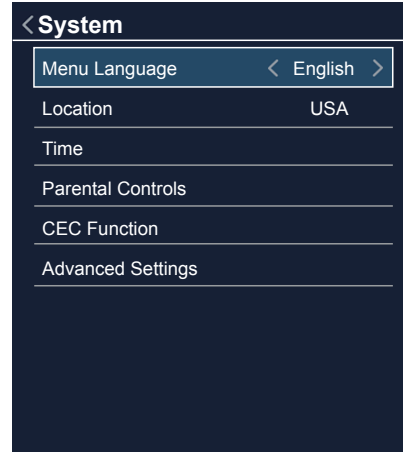 System
Menu Language English
Location USA
Time
Parental Controls
CEC Function
Advanced Settings